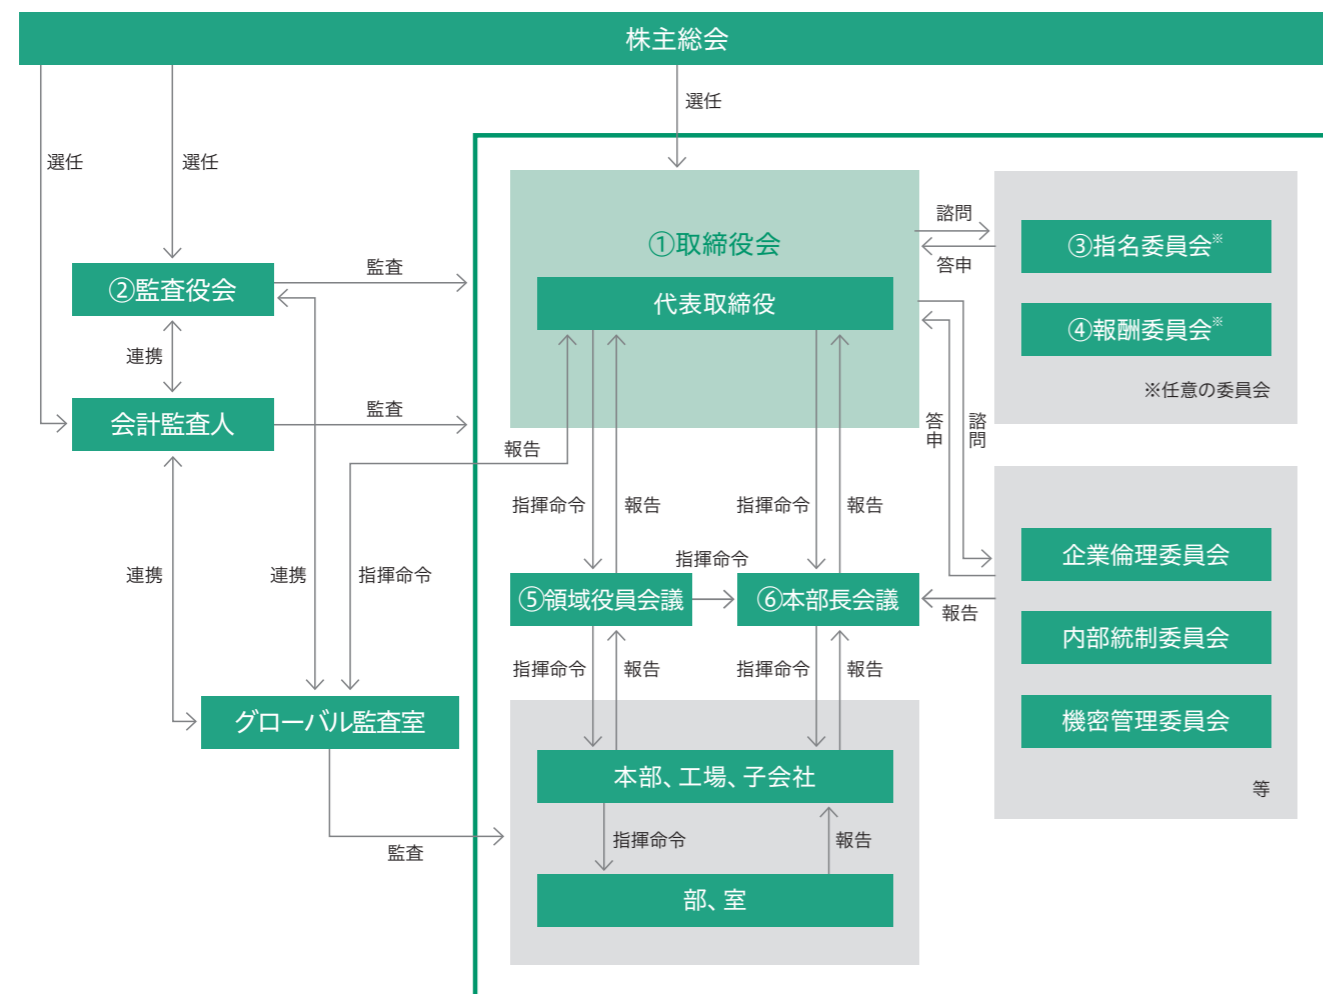 株主総会
選任
選任
選任
①取締役会
代表取締役
諮問
答申
③指名委員会※
④報酬委員会※
※任意の委員会
②監査役会
監査
連携
会計監査人
監査
報告
答申
諮問
指揮命令
報告
指揮命令
報告
指揮命令
連携
連携
指揮命令
⑤領域役員会議
⑥本部長会議
報告
企業倫理委員会
内部統制委員会
機密管理委員会
等
指揮命令
報告
指揮命令
報告
グローバル監査室
監査
本部、工場、子会社
指揮命令
報告
部、室